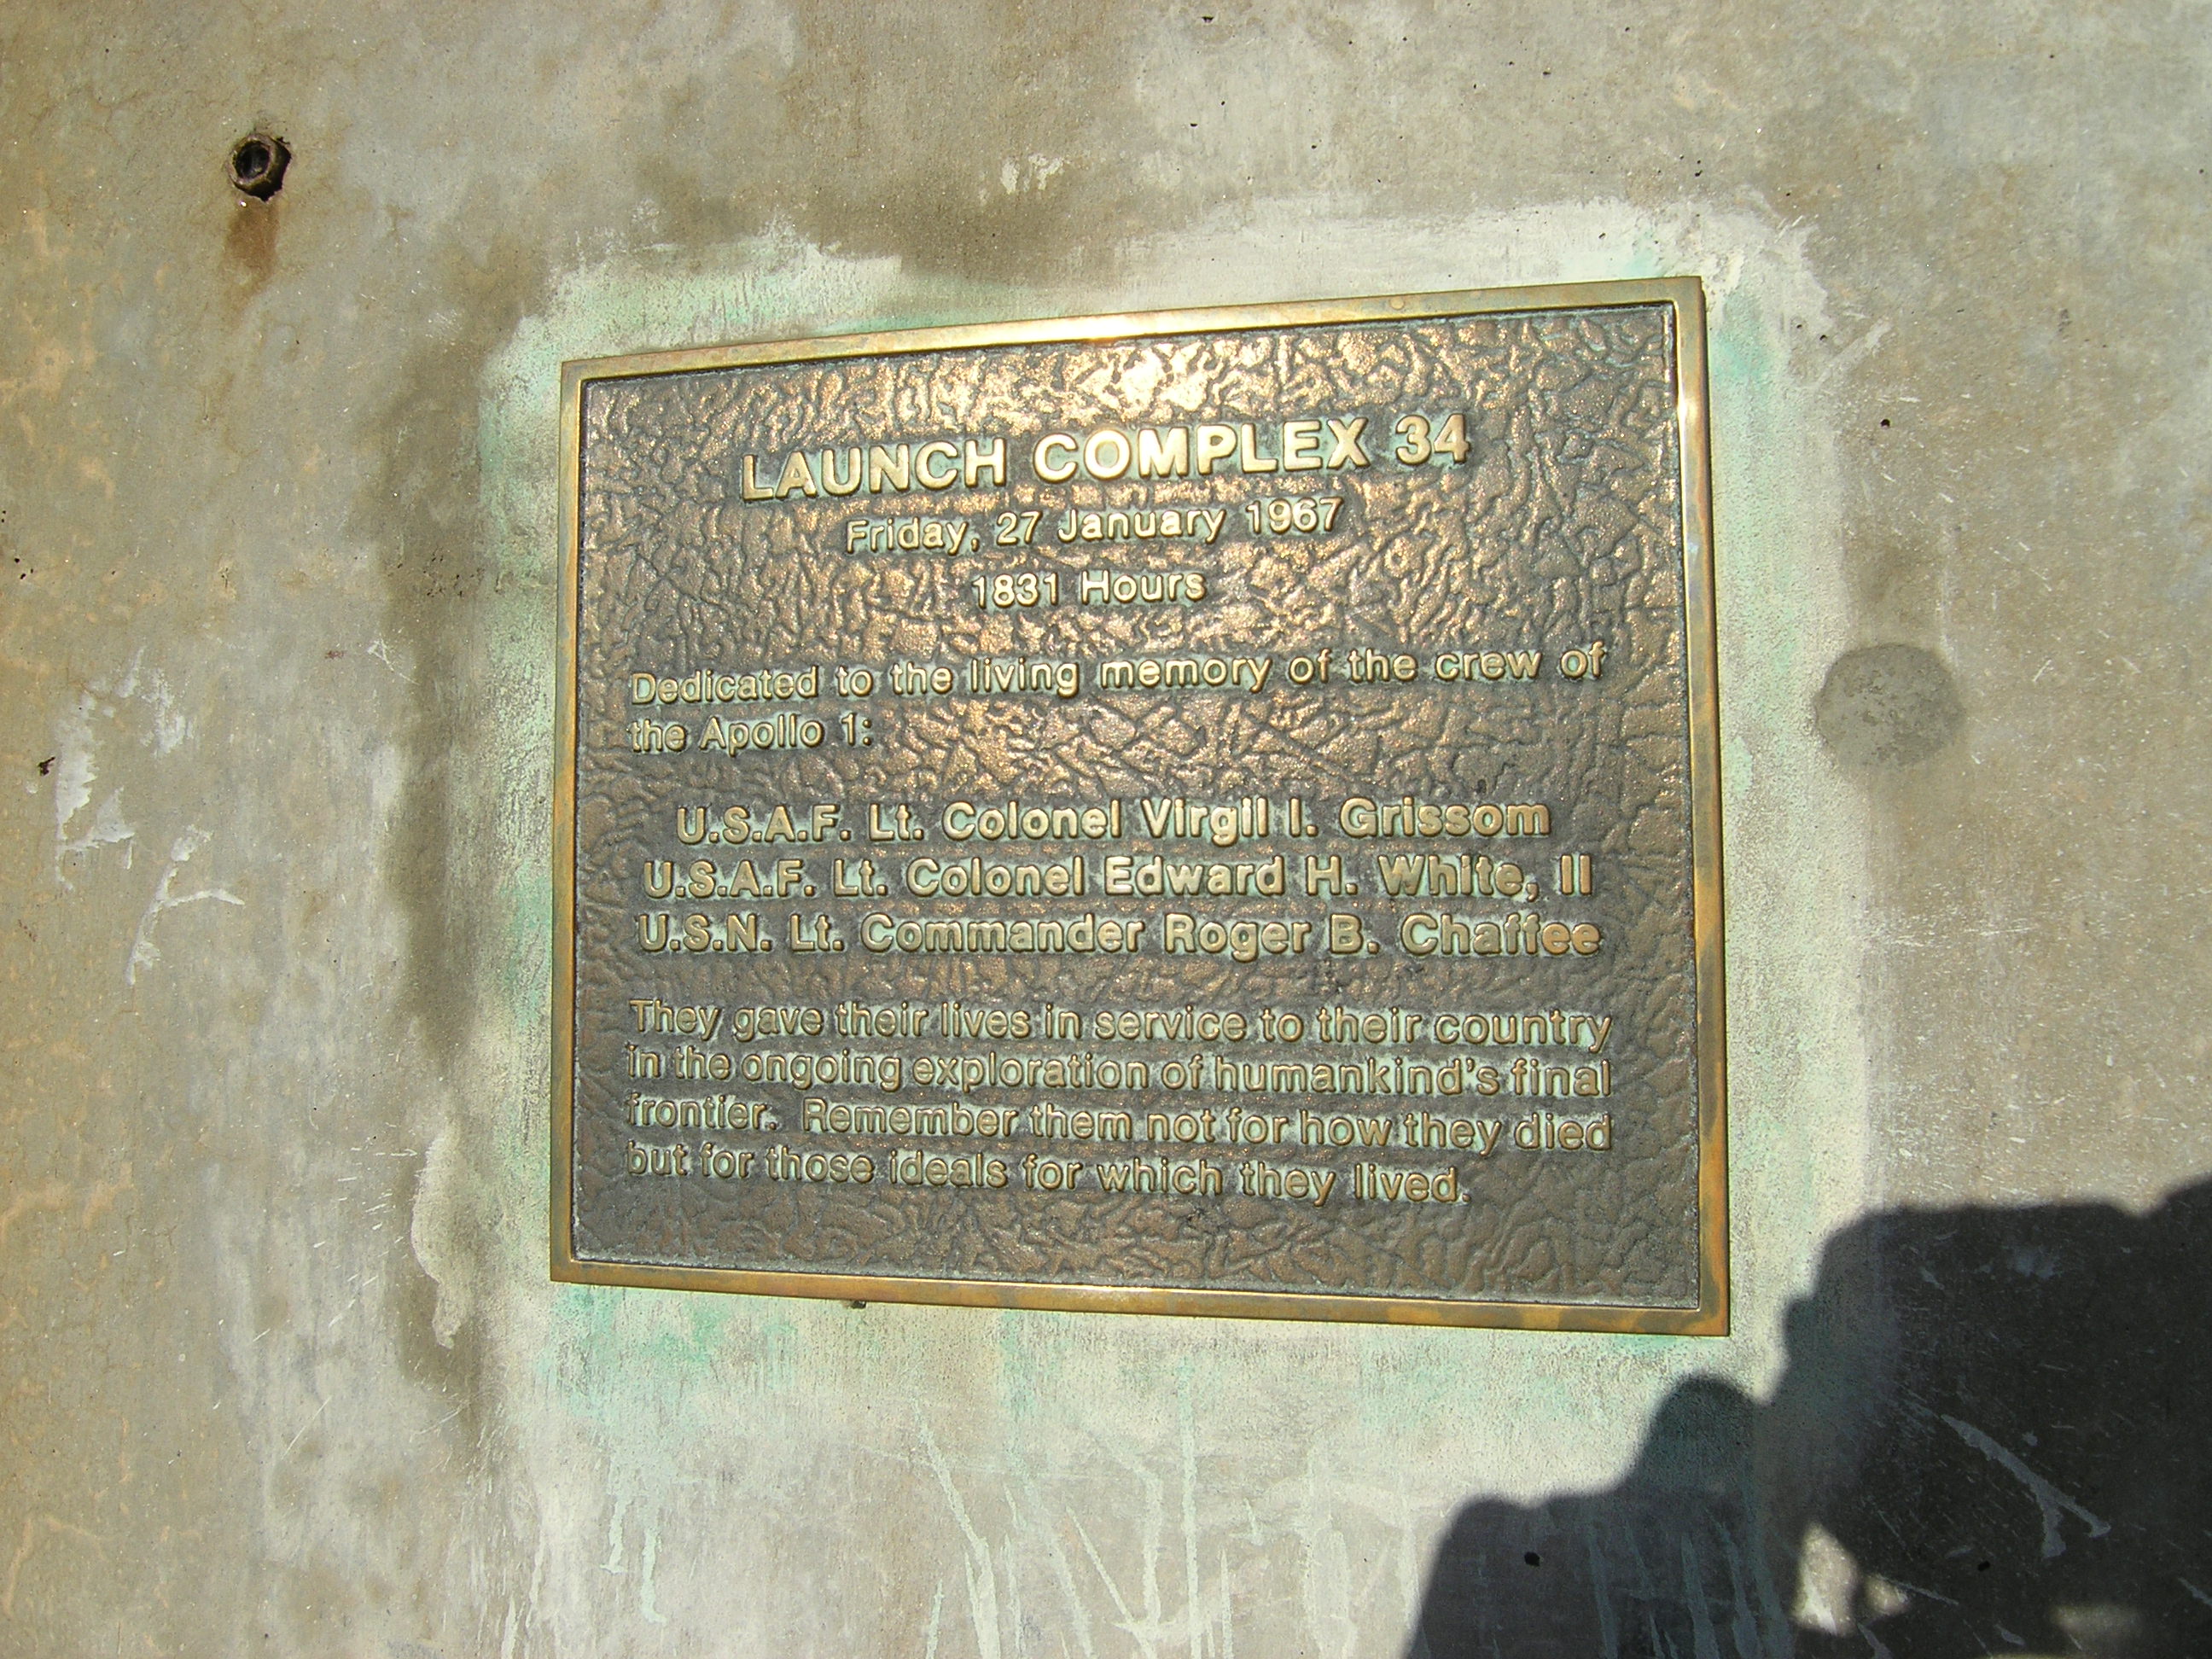 LAUNCH COMPLEX 34
Friday, 27 January 1967
1831 Hours
Dedicated to the living memory of the crew of
the Apollo 1:
U.S.A.F. Lt. Colonel Virgil I. Grissom
U.S.A.F. Lt. Colonel Edward H. White, II
U.S.N. Lt. Commander Roger B. Chaffee
They gave their lives in service to their country
in the ongoing exploration of humankind's final
frontier. Remember them not for how they died
but for those ideals for which they lived.